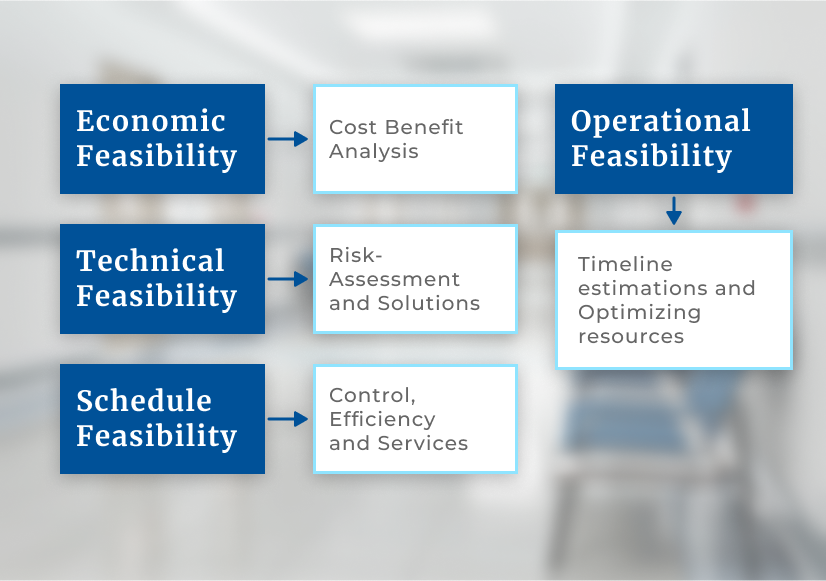 Economic
Feasibility
Cost Benefit
Analysis
Technical
Feasibility
Risk-
Assessment
and Solutions
Schedule
Feasibility
Control,
Efficiency
and Services
Operational
Feasibility
Timeline
estimations and
Optimizing
resources